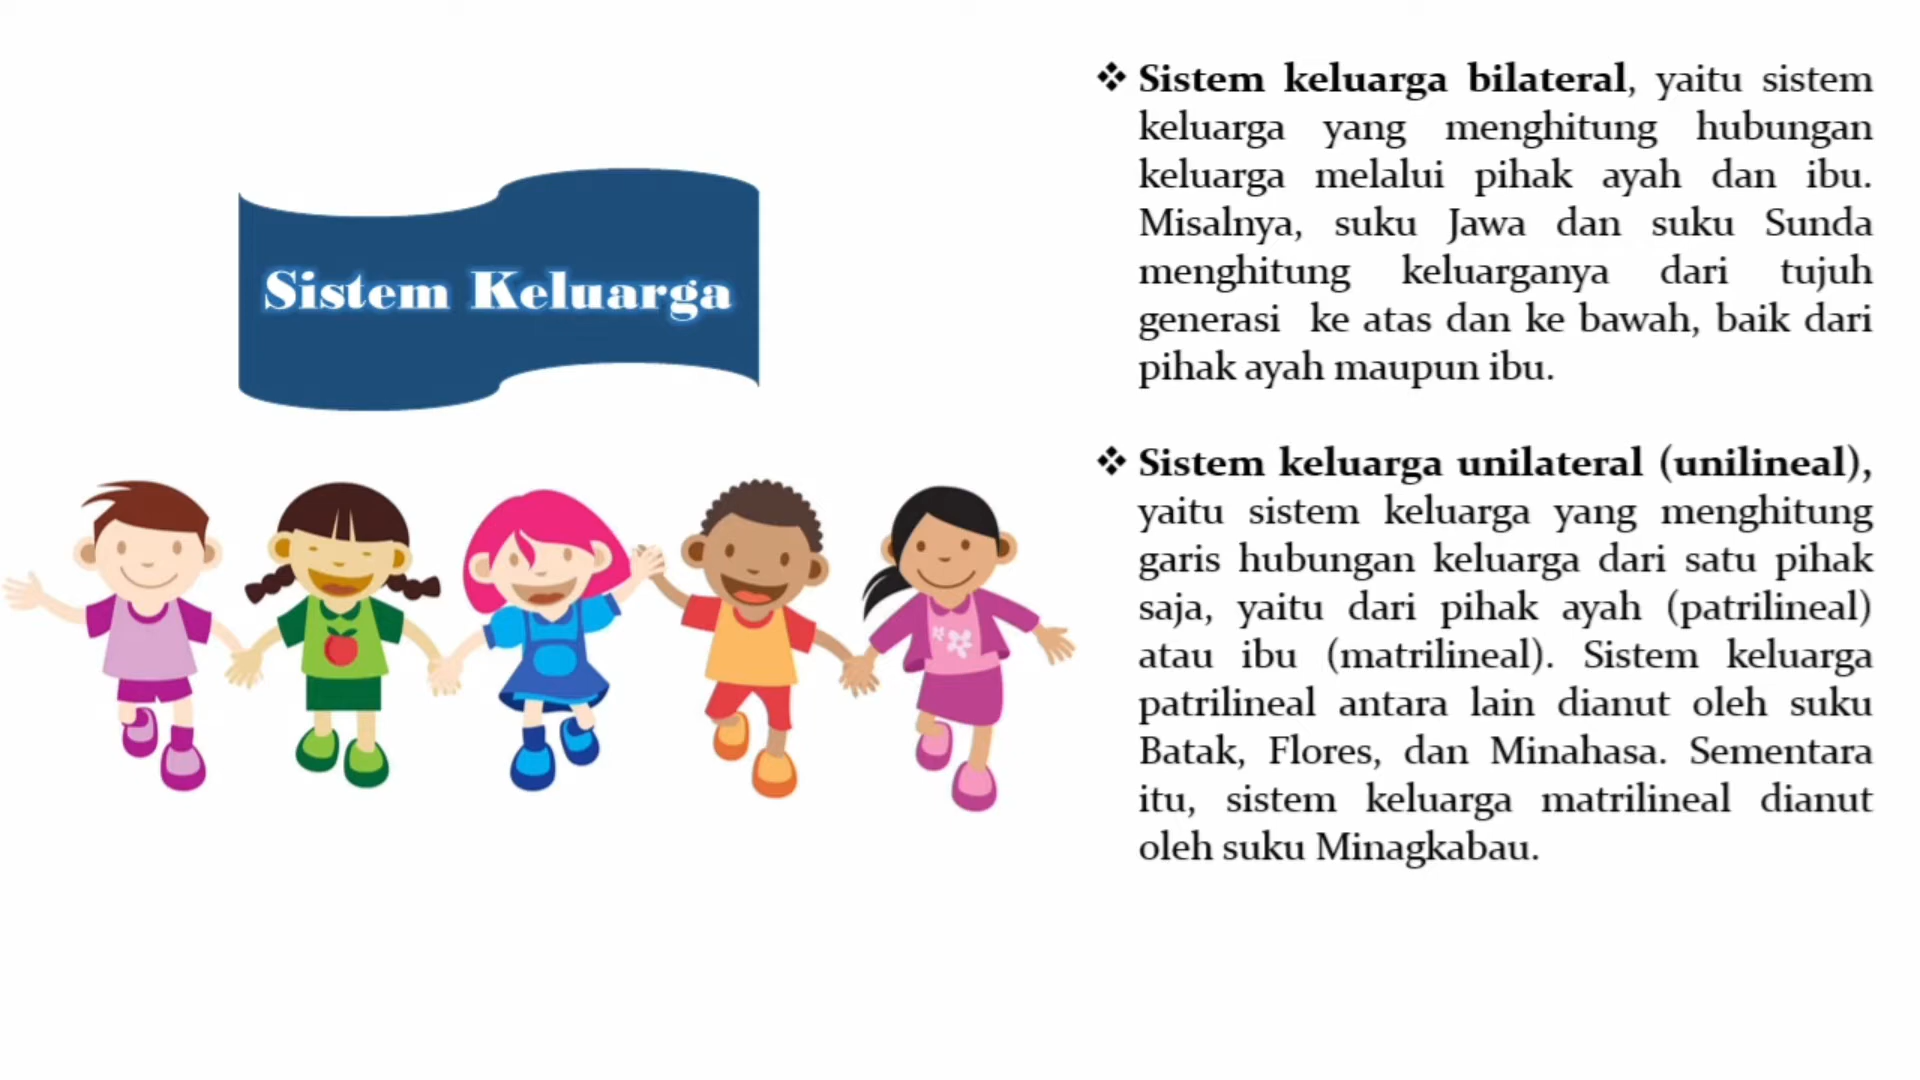 Sistem Keluarga
❖ Sistem keluarga bilateral, yaitu sistem
keluarga yang menghitung hubungan
keluarga melalui pihak ayah dan ibu.
Misalnya, suku Jawa dan suku Sunda
menghitung keluarganya dari tujuh
generasi ke atas dan ke bawah, baik dari
pihak ayah maupun ibu.
❖ Sistem keluarga unilateral (unilineal),
yaitu sistem keluarga yang menghitung
garis hubungan keluarga dari satu pihak
saja, yaitu dari pihak ayah (patrilineal)
atau ibu (matrilineal). Sistem keluarga
patrilineal antara lain dianut oleh suku
Batak, Flores, dan Minahasa. Sementara
itu, sistem keluarga matrilineal dianut
oleh suku Minagkabau.